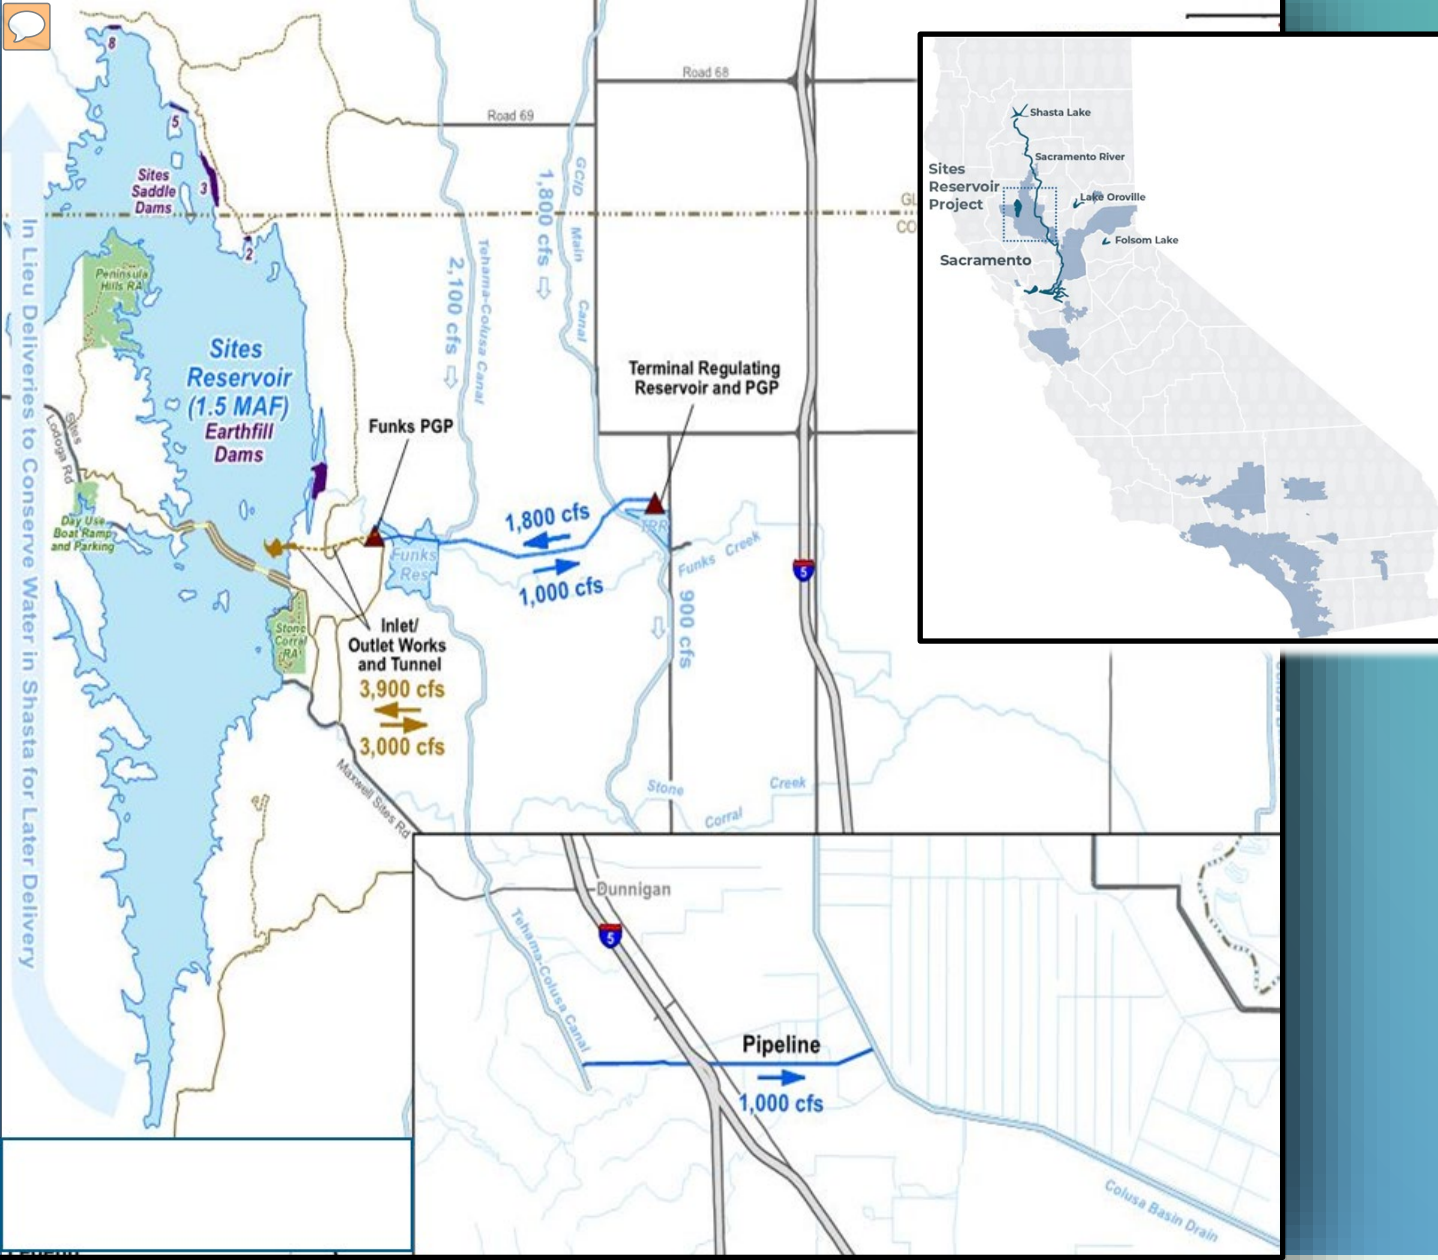 8
5
Sites
Saddle
Dams
3
2
Peninsula
Hills RA
In Lieu Deliveries to Conserve Water in Shasta for Later Delivery
Sites
Reservoir
(1.5 MAF)
Earthfill
Dams
Sites
Lodoga Rd
Day Use
Boat Ramp
and Parking
Stone
Corral
RA
Road 69
Road 68
GCID Main Canal
1,800 cfs
Tehama-Colusa Canal
2,100 cfs
GL
CO
Terminal Regulating
Reservoir and PGP
Funks PGP
1,800 cfs
1,000 cfs
TRR
Funks Creek
Funks
Res
900 cfs
5
Inlet/
Outlet Works
and Tunnel
3,900 cfs
3,000 cfs
Maxwell Sites Rd
Stone
Corral
Creek
Shasta Lake
Sacramento River
Sites
Reservoir
Project
Lake Oroville
Folsom Lake
Sacramento
Dunnigan
5
Tehama-Colusa Canal
Pipeline
1,000 cfs
Colusa Basin Drain